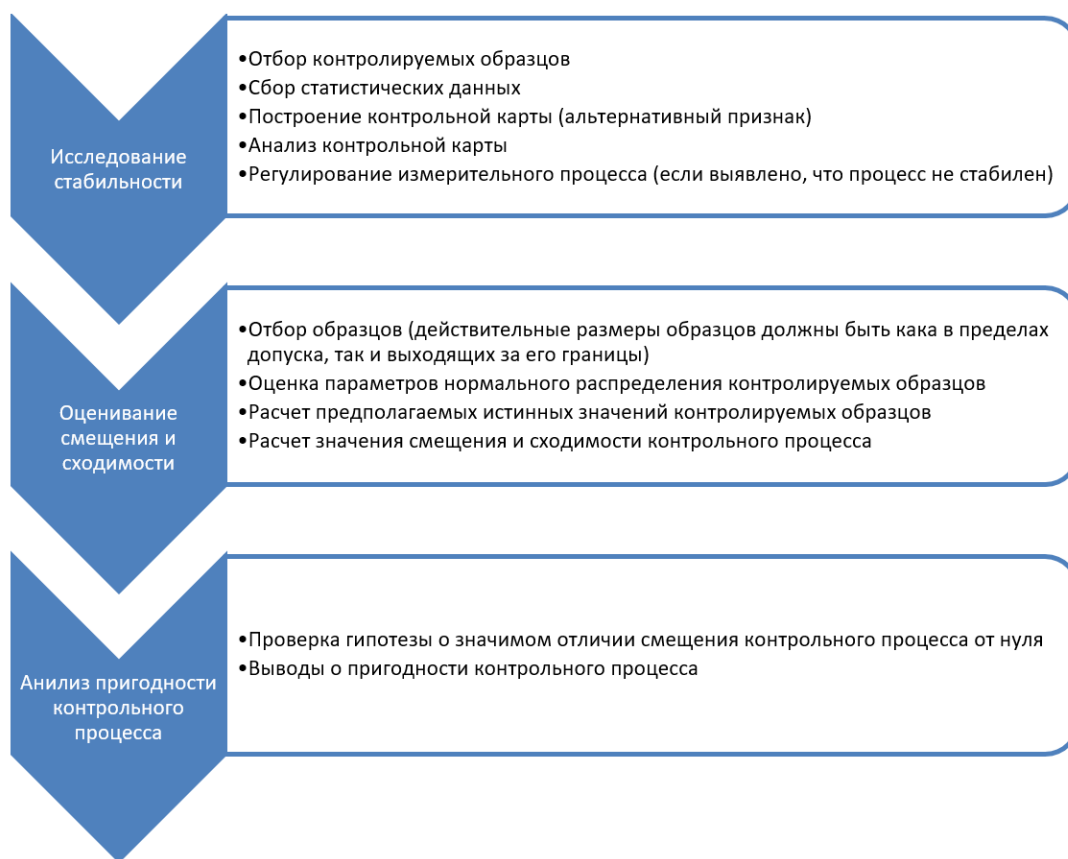 Исследование
стабильности
•Отбор контролируемых образцов
•Сбор статистических данных
•Построение контрольной карты (альтернативный признак)
•Анализ контрольной карты
•Регулирование измерительного процесса (если выявлено, что процесс не стабилен)
Оценивание
смещения и
сходимости
•Отбор образцов (действительные размеры образцов должны быть кака в пределах
допуска, так и выходящих за его границы)
•Оценка параметров нормального распределения контролируемых образцов
•Расчет предполагаемых истинных значений контролируемых образцов
•Расчет значения смещения и сходимости контрольного процесса
Анилиз пригодности
контрольного
процесса
•Проверка гипотезы о значимом отличии смещения контрольного процесса от нуля
•Выводы о пригодности контрольного процесса